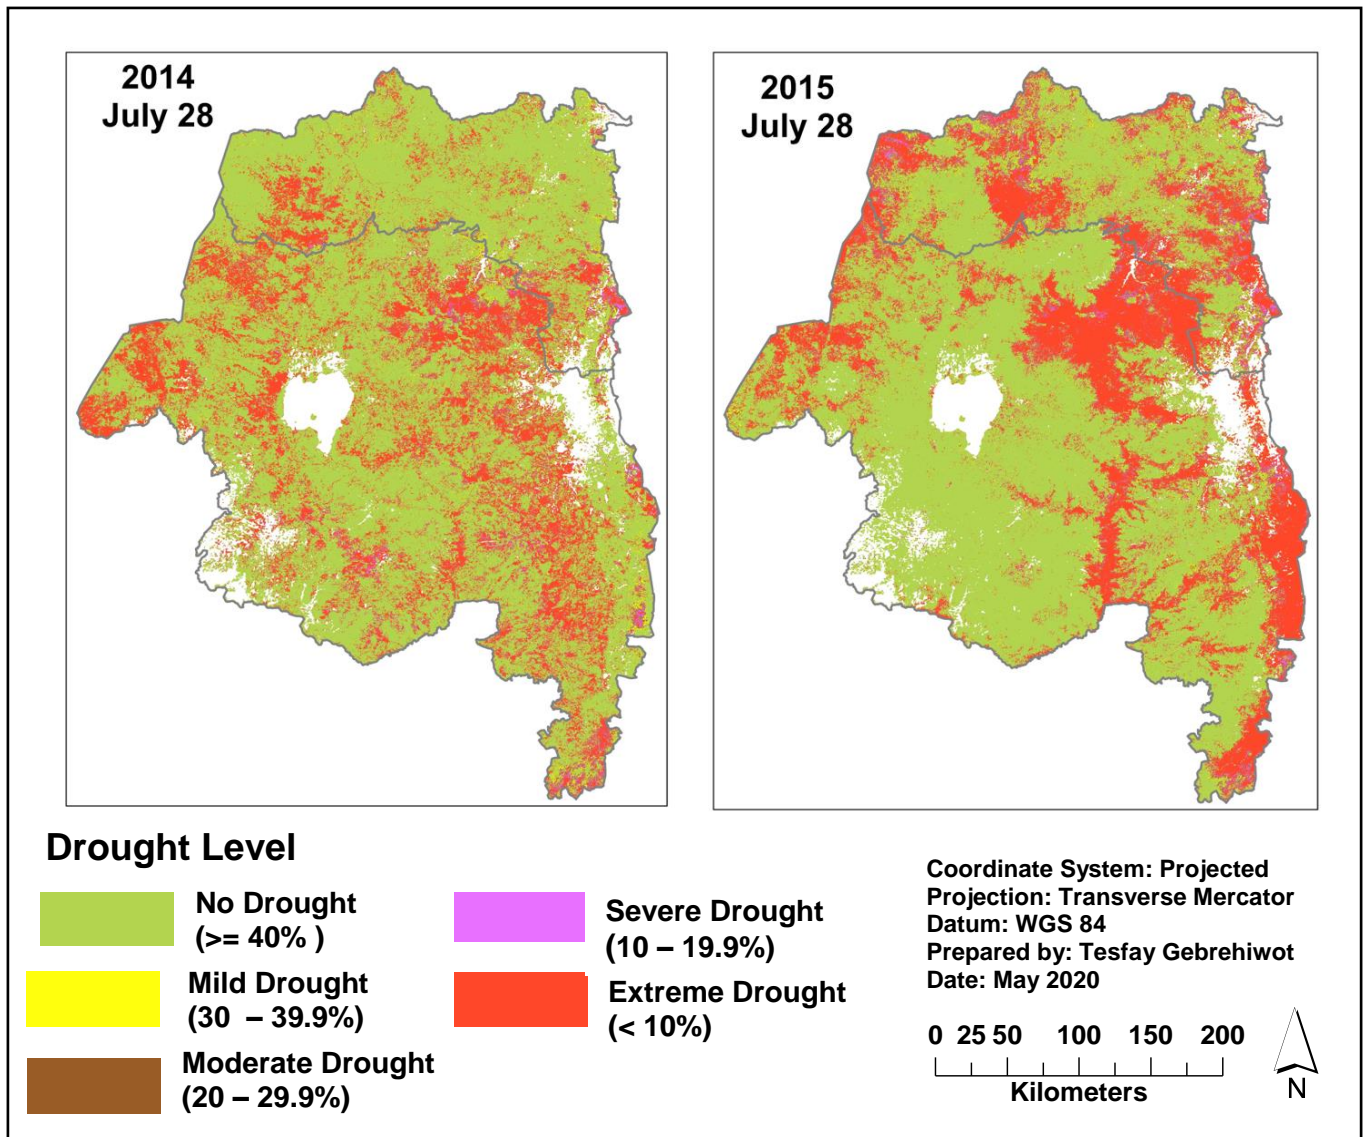 2014
July 28
2015
July 28
Drought Level
No Drought
(>= 40% )
Mild Drought
(30 – 39.9%)
Moderate Drought
(20 – 29.9%)
Severe Drought
(10 – 19.9%)
Extreme Drought
(< 10%)
Coordinate System: Projected
Projection: Transverse Mercator
Datum: WGS 84
Prepared by: Tesfay Gebrehiwot
Date: May 2020
0 25 50 100 150 200
Kilometers
N